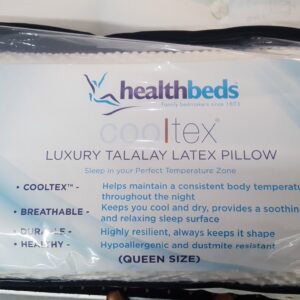 healthbeds®
Family bedmakers since 1893
cooltex®
LUXURY TALALAY LATEX PILLOW
Sleep in your Perfect Temperature Zone
• COOLTEX™ - Helps maintain a consistent body temperatu
throughout the night
• BREATHABLE - Keeps you cool and dry, provides a soothing
and relaxing sleep surface
• DURABLE - Highly resilient, always keeps it shape
• HEALTHY - Hypoallergenic and dustmite resistant
(QUEEN SIZE)